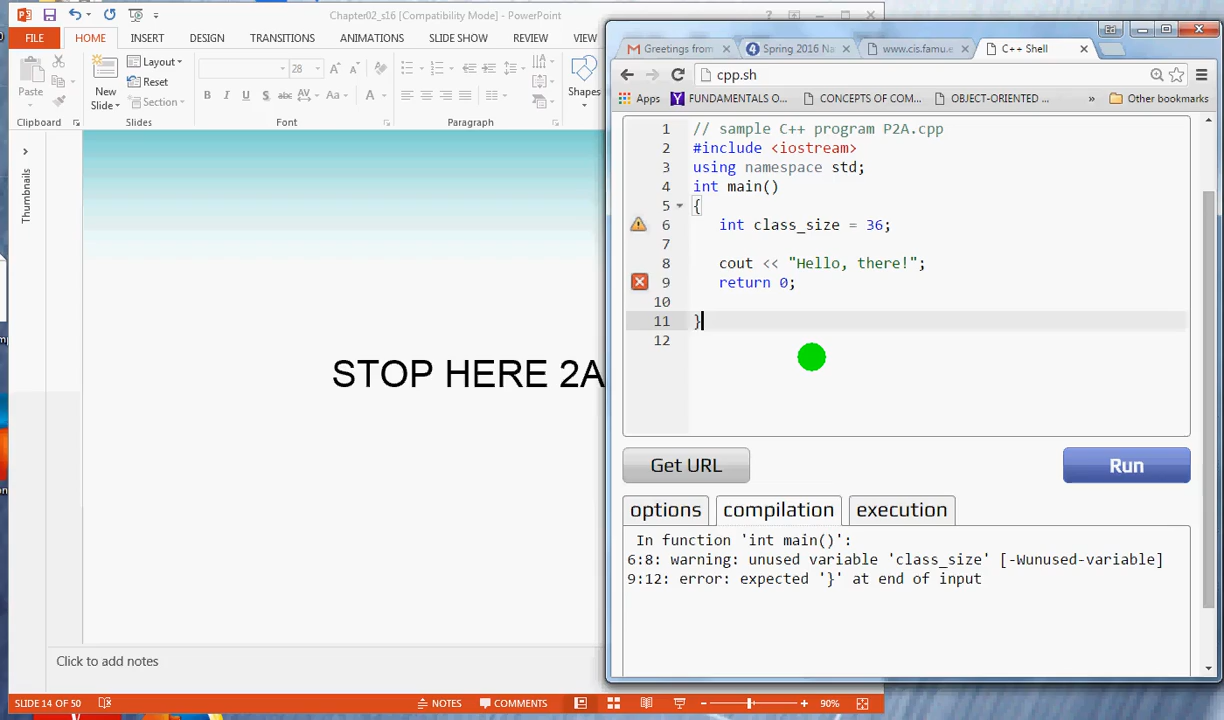 Chapter02_s16 [Compatibility Mode] - PowerPoint
FILE HOME INSERT DESIGN TRANSITIONS ANIMATIONS SLIDE SHOW REVIEW VIEW
Paste
New
Slide
Layout
Reset
Section
28
B I U S abc AV Aa A
Shapes
Clipboard Slides Font
Thumbnails
STOP HERE 2A
Click to add notes
SLIDE 14 OF 50 NOTES COMMENTS 90%
Ed
Greetings from
Spring 2016 Na
www.cis.famu.e
C++ Shell
cpp.sh
Apps FUNDAMENTALS O... CONCEPTS OF COM... OBJECT-ORIENTED ... » Other bookmarks
1 // sample C++ program P2A.cpp
2 #include <iostream>
3 using namespace std;
4 int main()
5 {
6 int class_size = 36;
7
8 cout << "Hello, there!";
9 return 0;
10
11 }
12
Get URL Run
options compilation execution
In function 'int main()':
6:8: warning: unused variable 'class_size' [-Wunused-variable]
9:12: error: expected '}' at end of input